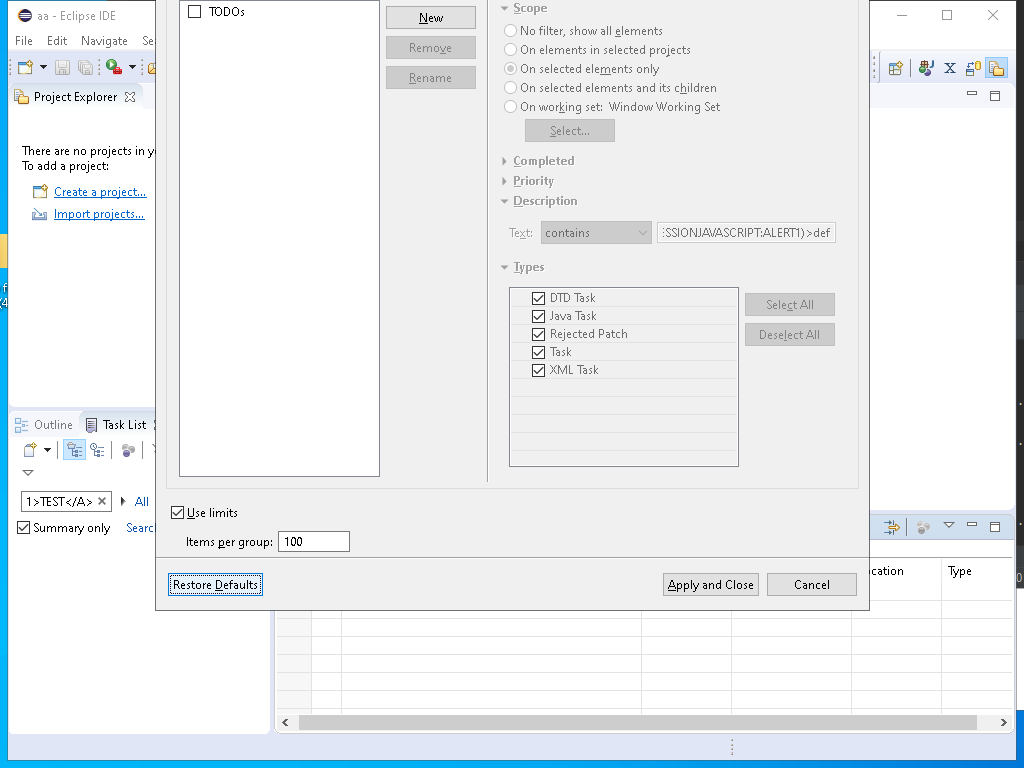 aa - Eclipse IDE
File Edit Navigate Se
Project Explorer
There are no projects in y
To add a project:
Create a project...
Import projects...
Outline
Task List
1>TEST</A>
All
Summary only
Searc
TODOs
New
Remove
Rename
Scope
No filter, show all elements
On elements in selected projects
On selected elements only
On selected elements and its children
On working set: Window Working Set
Select...
Completed
Priority
Description
Text: contains SSIONJAVASCRIPT:ALERT1)>def
Types
DTD Task
Java Task
Rejected Patch
Task
XML Task
Select All
Deselect All
Use limits
Items per group: 100
Restore Defaults
Apply and Close
Cancel
cation
Type